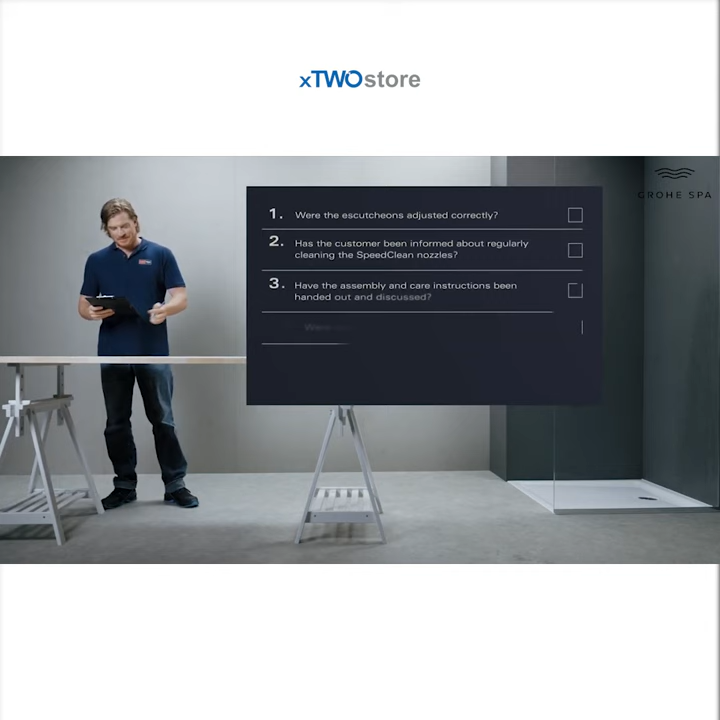 xTWOstore
GROHE SPA
1. Were the escutcheons adjusted correctly?
2. Has the customer been informed about regularly
cleaning the SpeedClean nozzles?
3. Have the assembly and care instructions been
handed out and discussed?
Were